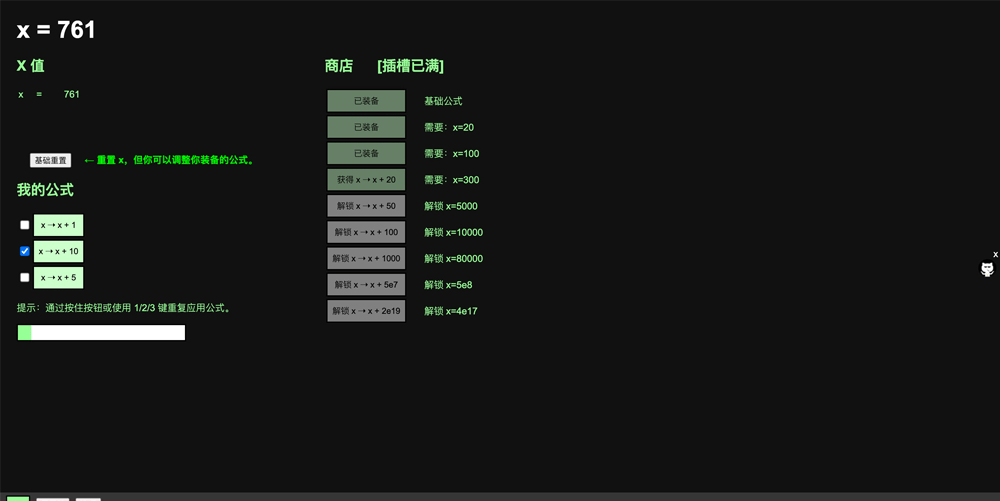 x = 761
X 值
x = 761
基础重置 ← 重置 x，但你可以调整你装备的公式。
我的公式
x ➝ x + 1
x ➝ x + 10
x ➝ x + 5
提示：通过按住按钮或使用 1/2/3 键重复应用公式。
商店 [插槽已满]
已装备 基础公式
已装备 需要：x=20
已装备 需要：x=100
获得 x ➝ x + 20 需要：x=300
解锁 x ➝ x + 50 解锁 x=5000
解锁 x ➝ x + 100 解锁 x=10000
解锁 x ➝ x + 1000 解锁 x=80000
解锁 x ➝ x + 5e7 解锁 x=5e8
解锁 x ➝ x + 2e19 解锁 x=4e17
x